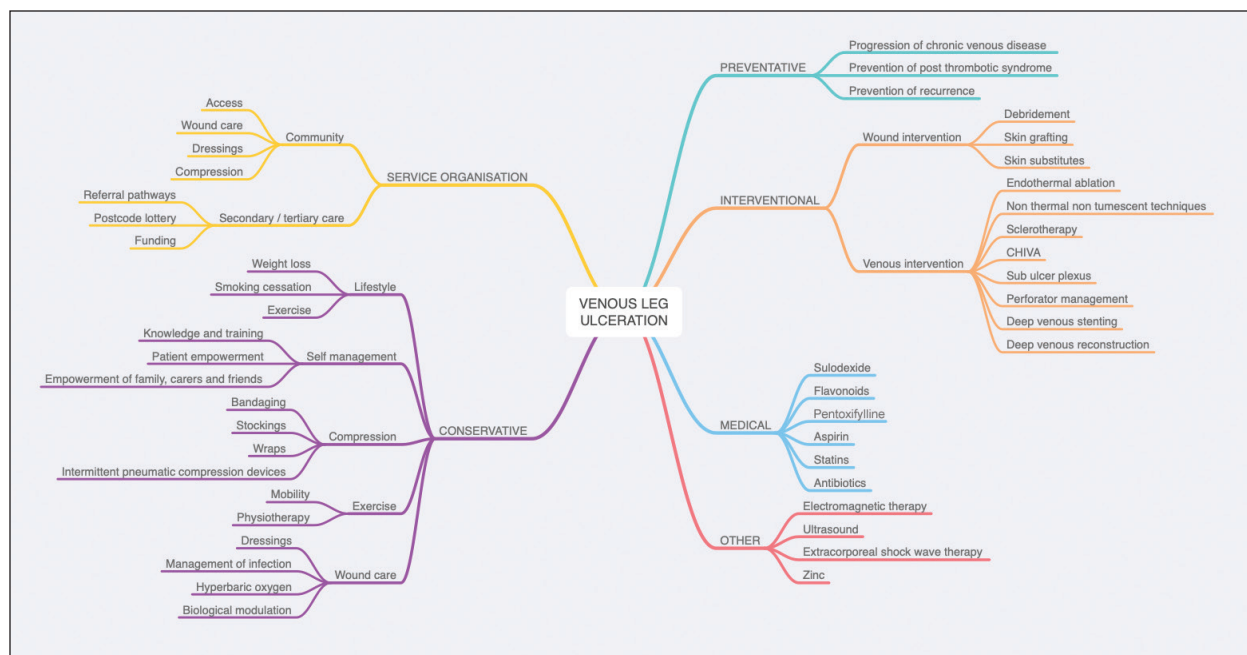 VENOUS LEG
ULCERATION
SERVICE ORGANISATION
Community
Access
Wound care
Dressings
Compression
Secondary / tertiary care
Referral pathways
Postcode lottery
Funding
CONSERVATIVE
Lifestyle
Weight loss
Smoking cessation
Exercise
Self management
Knowledge and training
Patient empowerment
Empowerment of family, carers and friends
Compression
Bandaging
Stockings
Wraps
Intermittent pneumatic compression devices
Exercise
Mobility
Physiotherapy
Wound care
Dressings
Management of infection
Hyperbaric oxygen
Biological modulation
PREVENTATIVE
Progression of chronic venous disease
Prevention of post thrombotic syndrome
Prevention of recurrence
INTERVENTIONAL
Wound intervention
Debridement
Skin grafting
Skin substitutes
Venous intervention
Endothermal ablation
Non thermal non tumescent techniques
Sclerotherapy
CHIVA
Sub ulcer plexus
Perforator management
Deep venous stenting
Deep venous reconstruction
MEDICAL
Sulodexide
Flavonoids
Pentoxifylline
Aspirin
Statins
Antibiotics
OTHER
Electromagnetic therapy
Ultrasound
Extracorporeal shock wave therapy
Zinc